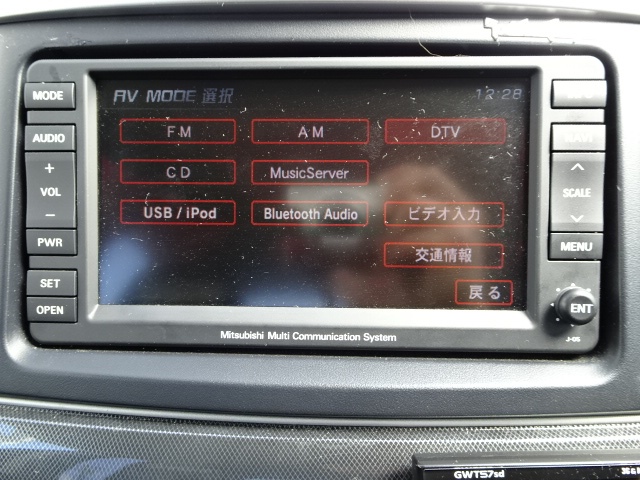 AV MODE 選択 12:28
MODE
AUDIO
+
VOL
−
PWR
SET
OPEN
FM AM DTV
CD MusicServer
USB / iPod Bluetooth Audio ビデオ入力
交通情報
戻る
SCALE
MENU
ENT
J-05
Mitsubishi Multi Communication System
GWT57sd